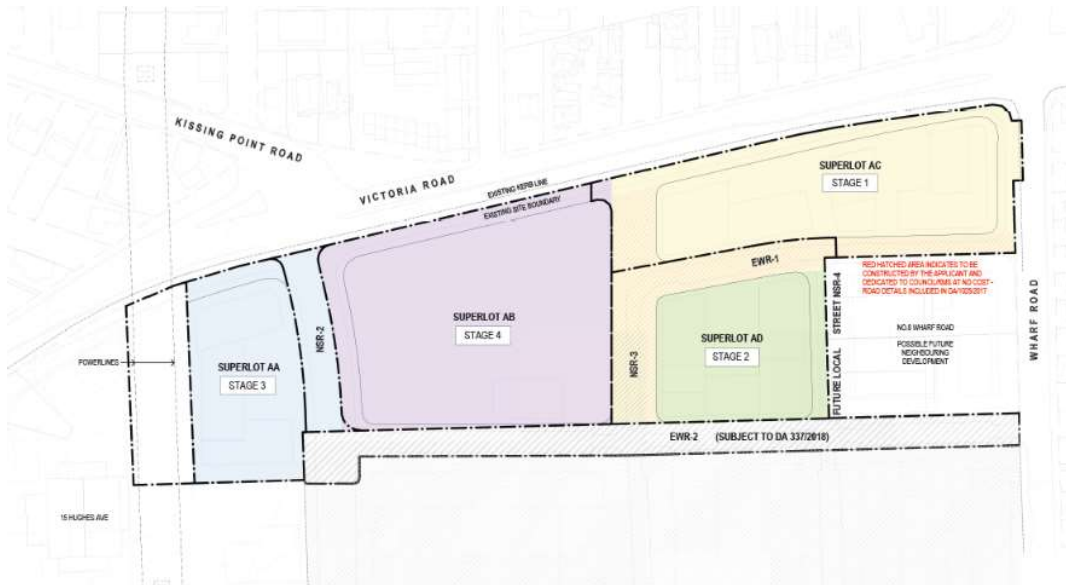 KISSING POINT ROAD
VICTORIA ROAD
EXISTING KERB LINE
EXISTING SITE BOUNDARY
SUPERLOT AC
STAGE 1
EWR-1
RED HATCHED AREA INDICATES TO BE
CONSTRUCTED BY THE APPLICANT AND
DEDICATED TO COUNCIL/RMS AT NO COST -
ROAD DETAILS INCLUDED IN DA/1025/2017
NO.8 WHARF ROAD
POSSIBLE FUTURE
NEIGHBOURING
DEVELOPMENT
WHARF ROAD
FUTURE LOCAL STREET NSR-4
SUPERLOT AB
STAGE 4
SUPERLOT AD
STAGE 2
NSR-3
NSR-2
POWERLINES
SUPERLOT AA
STAGE 3
EWR-2 (SUBJECT TO DA 337/2018)
15 HUGHES AVE